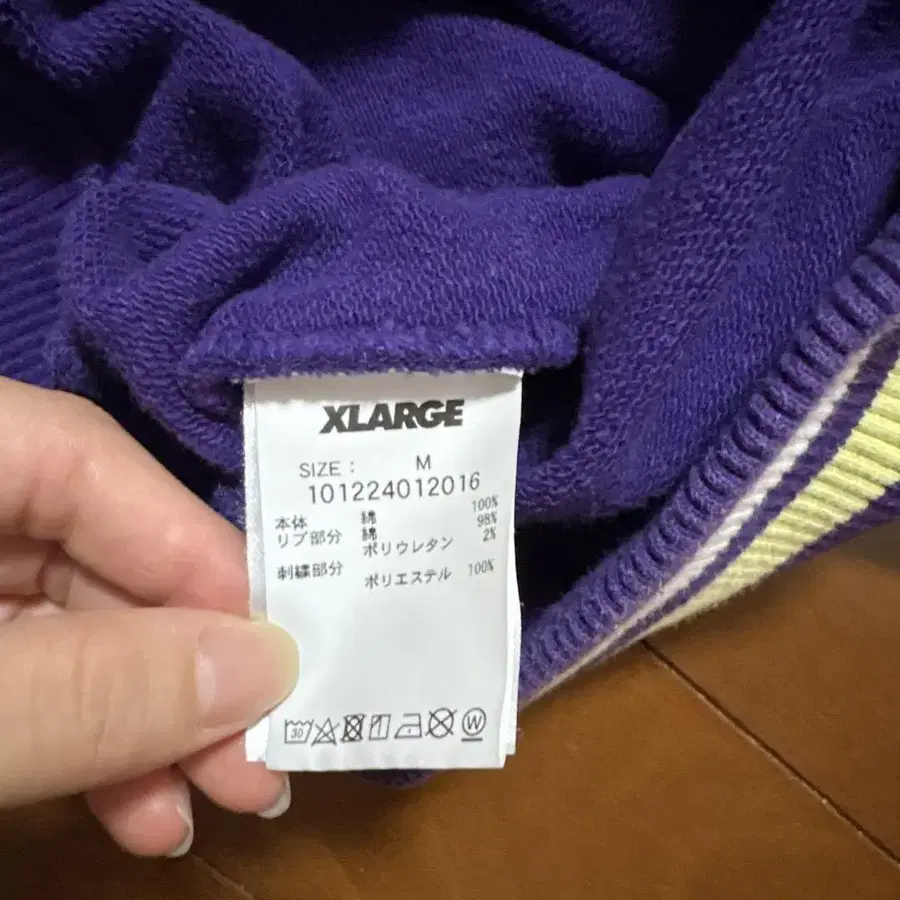 XLARGE
SIZE : M
101224012016
本体 綿 100%
リブ部分 綿 98%
ポリウレタン 2%
刺繍部分 ポリエステル 100%
30 W